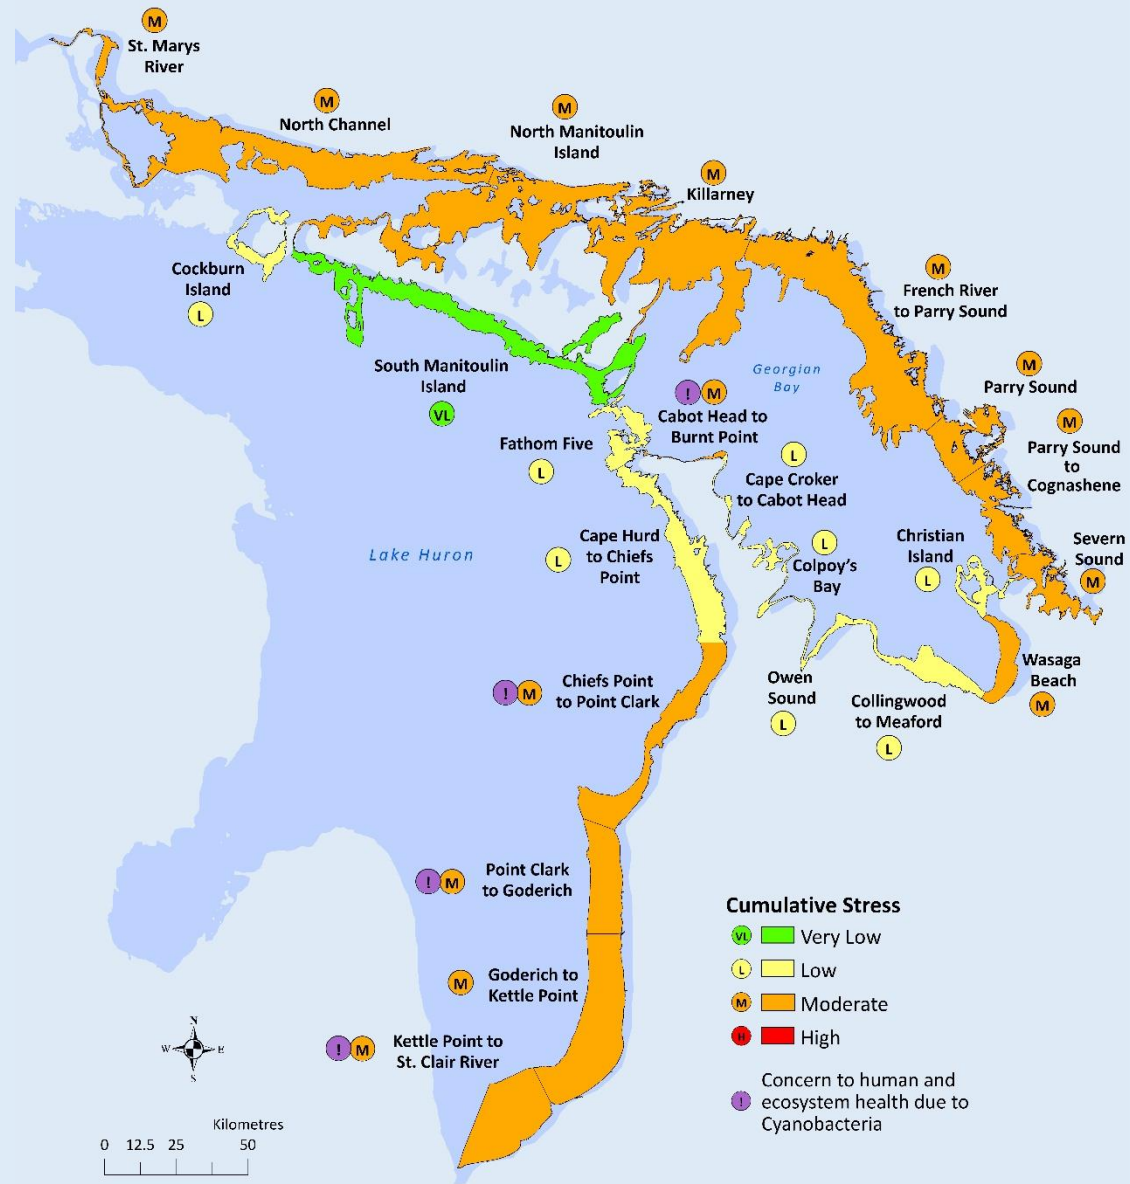 M
St. Marys
River
M
North Channel
M
North Manitoulin
Island
M
Killarney
Cockburn
Island
L
M
French River
to Parry Sound
South Manitoulin
Island
VL
Georgian
Bay
M
Parry Sound
! M
Cabot Head to
Burnt Point
M
Parry Sound
to
Cognashene
Fathom Five
L
L
Cape Croker
to Cabot Head
Lake Huron
Cape Hurd
to Chiefs
Point
L
L
Colpoy's
Bay
Christian
Island
L
Severn
Sound
M
! M
Chiefs Point
to Point Clark
Owen
Sound
L
Collingwood
to Meaford
L
Wasaga
Beach
M
! M
Point Clark
to Goderich
M
Goderich to
Kettle Point
! M
Kettle Point to
St. Clair River
Cumulative Stress
VL Very Low
L Low
M Moderate
H High
! Concern to human and
ecosystem health due to
Cyanobacteria
N
W E
S
Kilometres
0 12.5 25 50